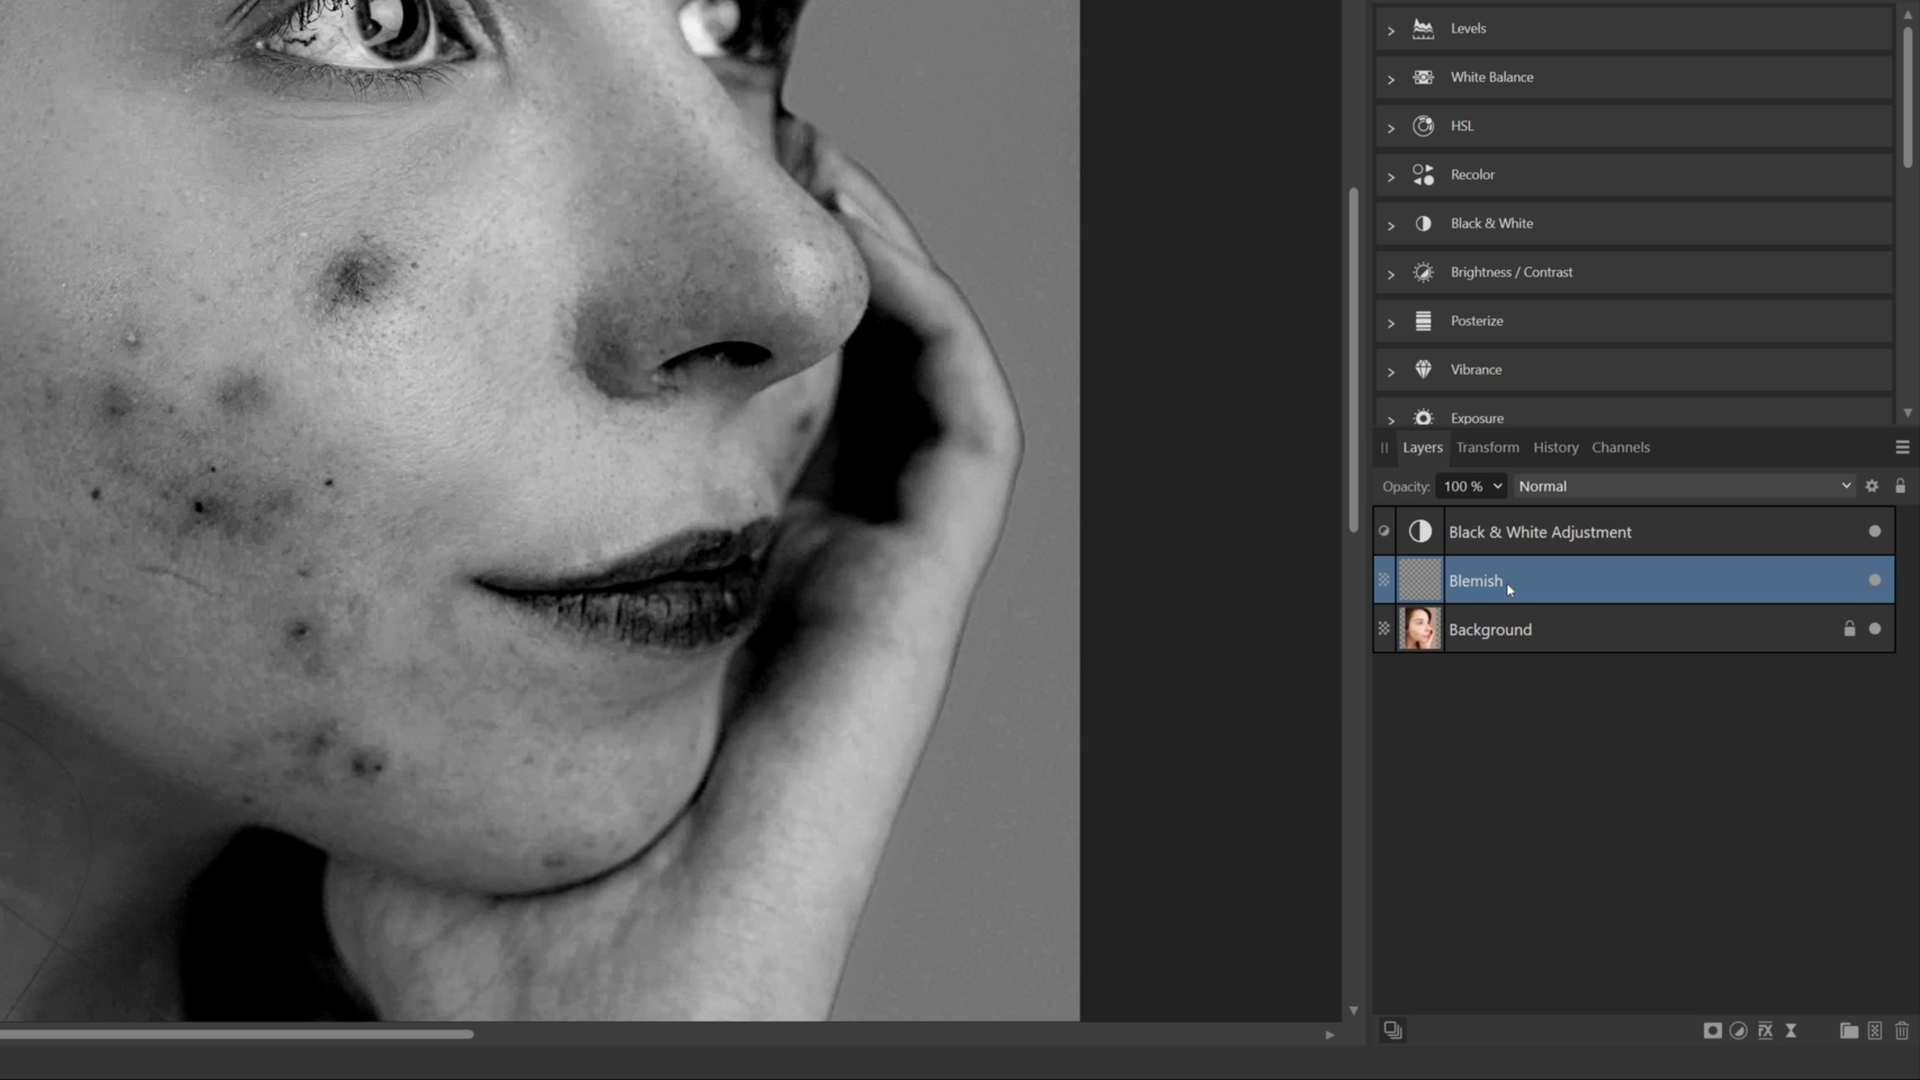 Levels
White Balance
HSL
Recolor
Black & White
Brightness / Contrast
Posterize
Vibrance
Exposure
Layers Transform History Channels
Opacity: 100 % Normal
Black & White Adjustment
Blemish
Background